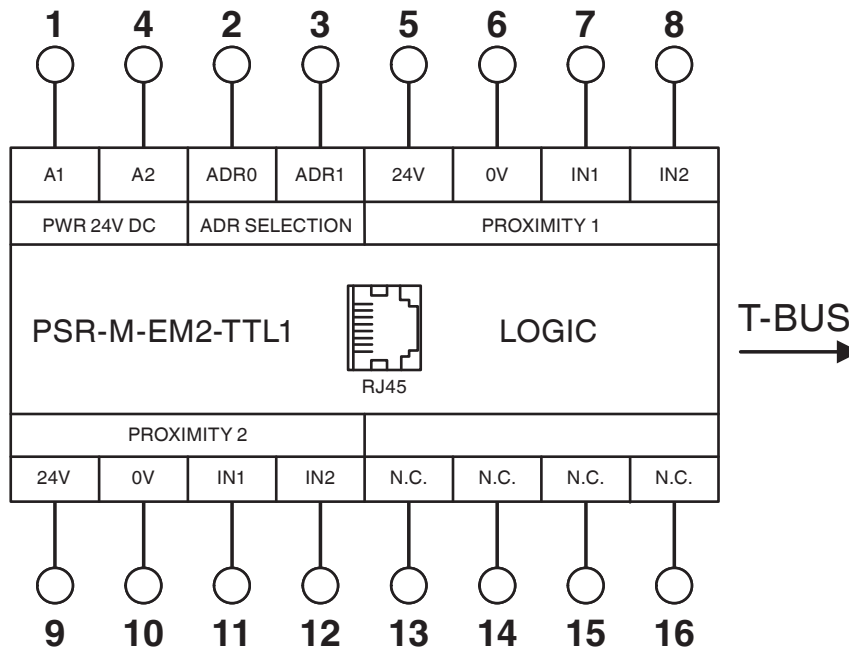 1 4 2 3 5 6 7 8
A1 A2 ADR0 ADR1 24V 0V IN1 IN2
PWR 24V DC ADR SELECTION PROXIMITY 1
PSR-M-EM2-TTL1 LOGIC T-BUS
RJ45
PROXIMITY 2
24V 0V IN1 IN2 N.C. N.C. N.C. N.C.
9 10 11 12 13 14 15 16